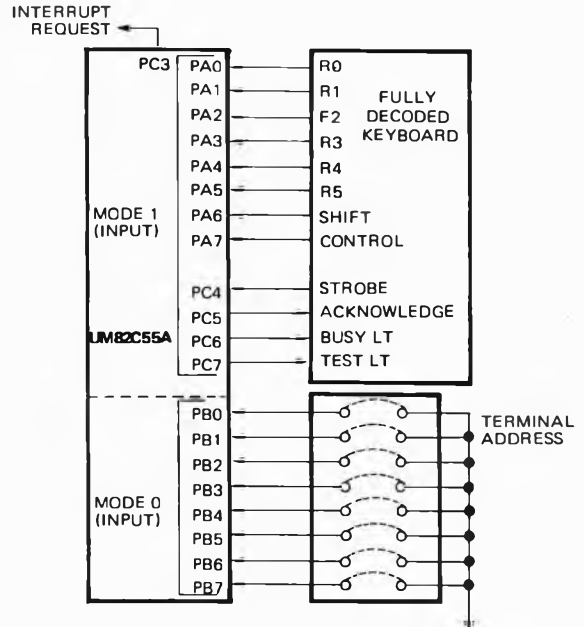 INTERRUPT
REQUEST
PC3
PA0
PA1
PA2
PA3
PA4
PA5
PA6
PA7
PC4
PC5
PC6
PC7
MODE 1
(INPUT)
UM82C55A
R0
R1
F2
R3
R4
R5
SHIFT
CONTROL
STROBE
ACKNOWLEDGE
BUSY LT
TEST LT
FULLY
DECODED
KEYBOARD
PB0
PB1
PB2
PB3
PB4
PB5
PB6
PB7
MODE 0
(INPUT)
TERMINAL
ADDRESS